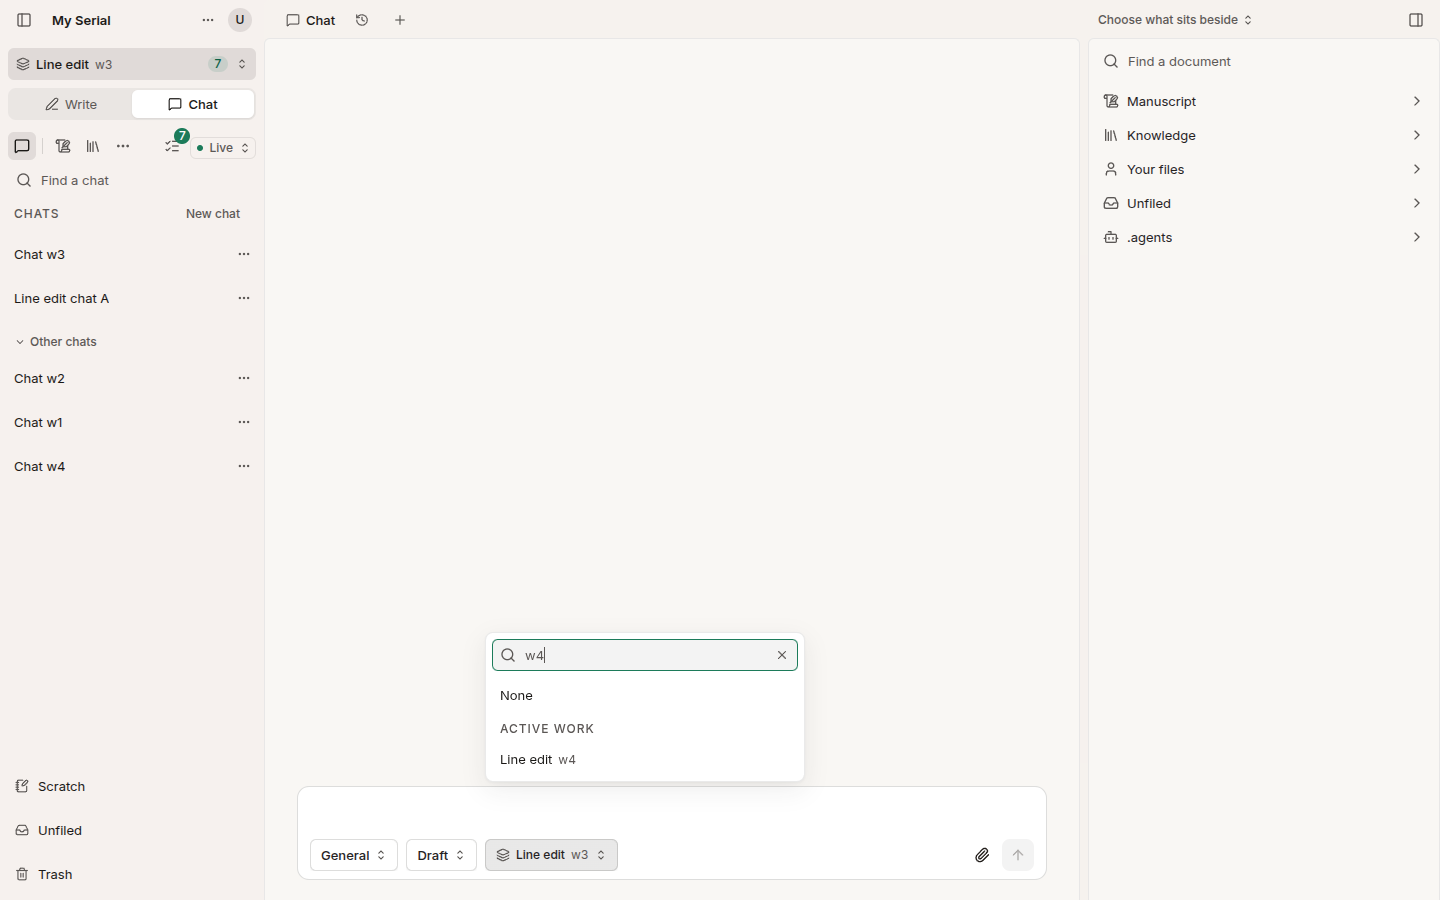 My Serial
U
Line edit w3
7
Write
Chat
7
Live
Find a chat
CHATS
New chat
Chat w3
Line edit chat A
Other chats
Chat w2
Chat w1
Chat w4
Scratch
Unfiled
Trash
Chat
w4
None
ACTIVE WORK
Line edit w4
General
Draft
Line edit w3
Choose what sits beside
Find a document
Manuscript
Knowledge
Your files
Unfiled
.agents